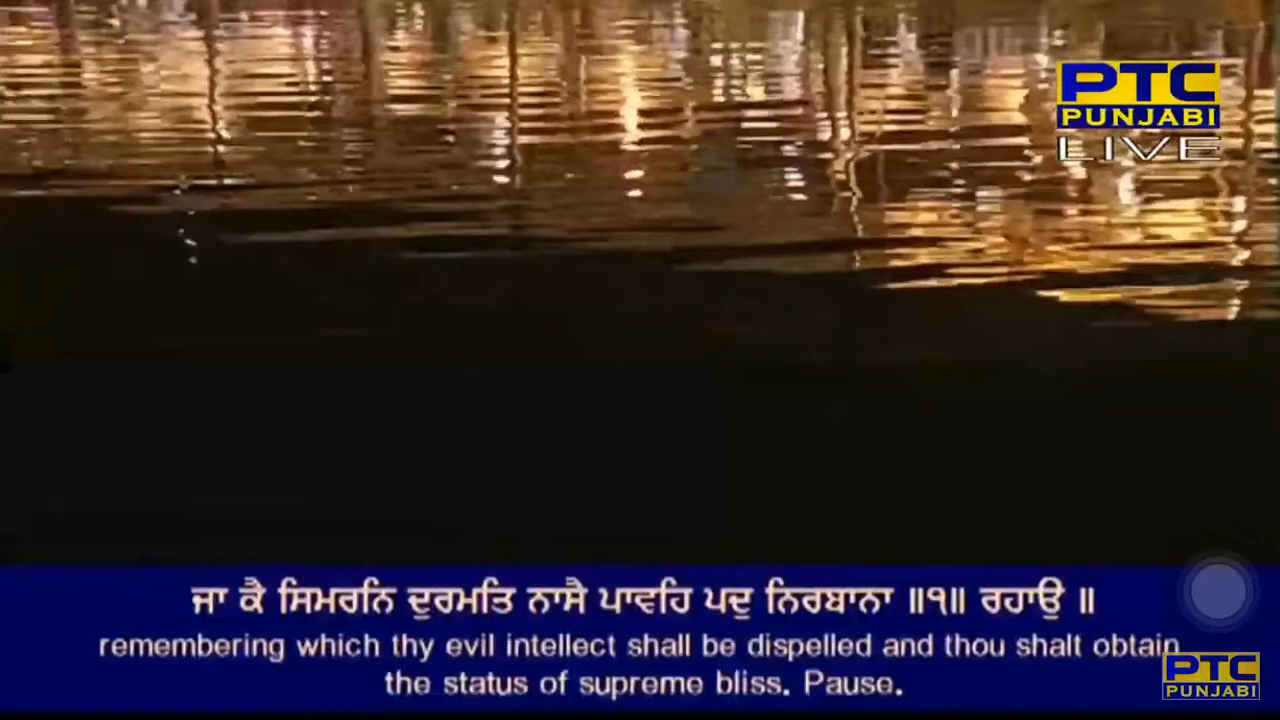 PTC
PUNJABI
LIVE
ਜਾ ਕੈ ਸਿਮਰਨਿ ਦੁਰਮਤਿ ਨਾਸੈ ਪਾਵਹਿ ਪਦੁ ਨਿਰਬਾਨਾ ॥੧॥ ਰਹਾਉ ॥
remembering which thy evil intellect shall be dispelled and thou shalt obtain
the status of supreme bliss. Pause.
PTC
PUNJABI